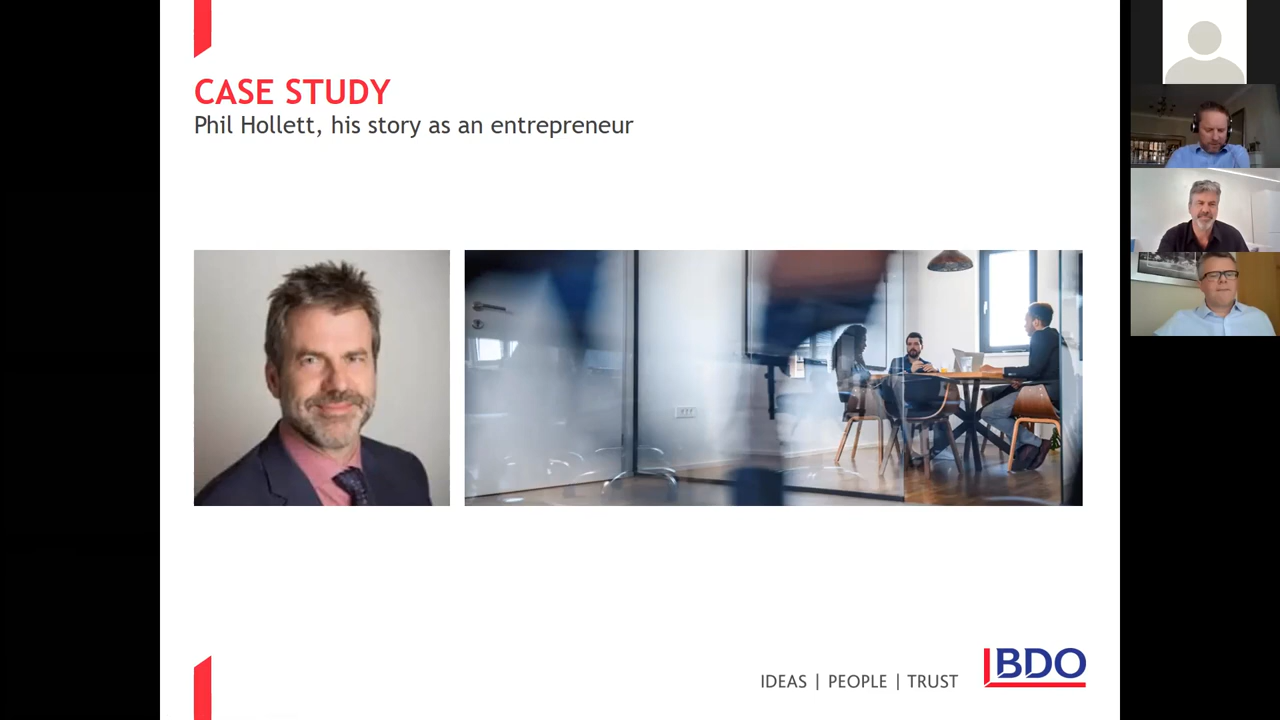 CASE STUDY
Phil Hollett, his story as an entrepreneur
IDEAS | PEOPLE | TRUST
BDO